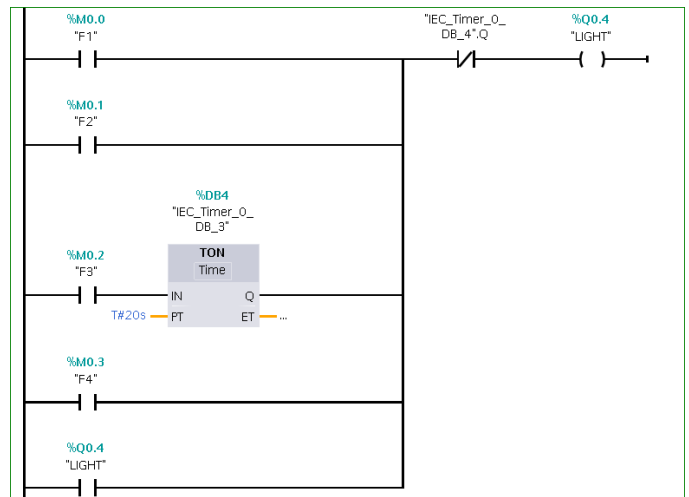 %M0.0
"F1"
"IEC_Timer_0_
DB_4".Q
%Q0.4
"LIGHT"
%M0.1
"F2"
%DB4
"IEC_Timer_0_
DB_3"
%M0.2
"F3"
TON
Time
IN
Q
T#20s
PT
ET
...
%M0.3
"F4"
%Q0.4
"LIGHT"